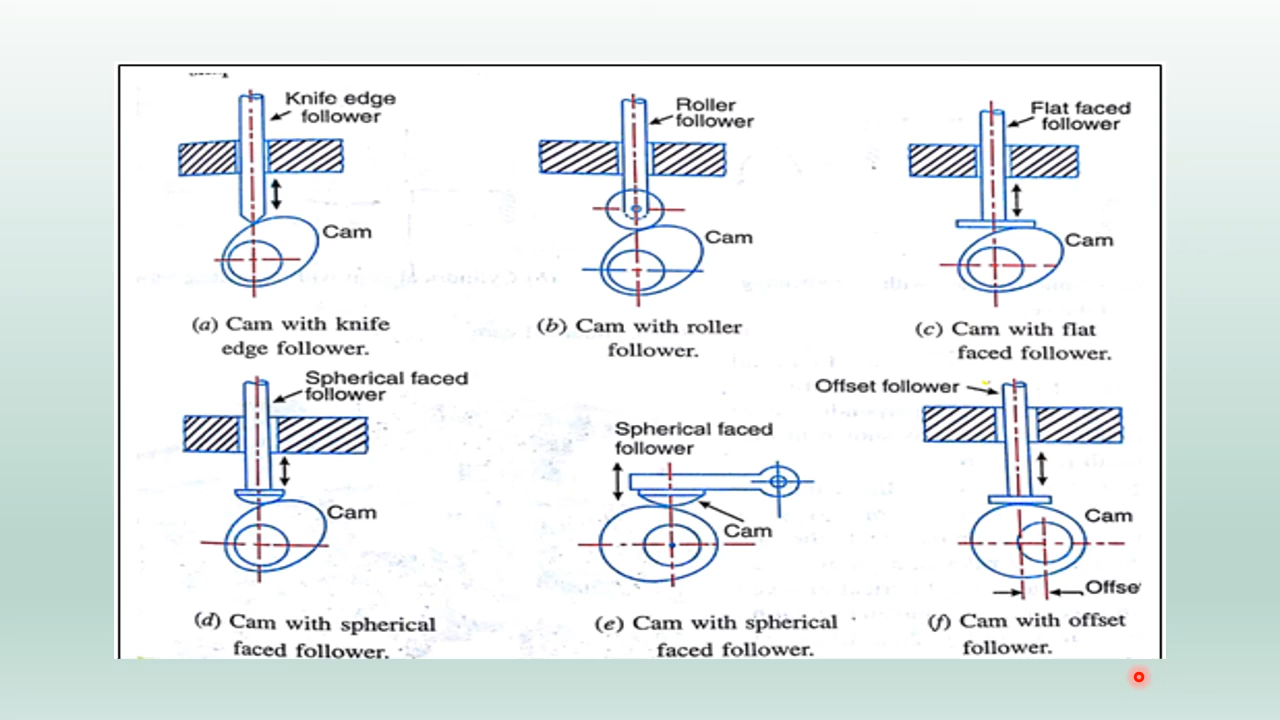 Knife edge
follower
Cam
(a) Cam with knife
edge follower.
Roller
follower
Cam
(b) Cam with roller
follower.
Flat faced
follower
Cam
(c) Cam with flat
faced follower.
Spherical faced
follower
Cam
(d) Cam with spherical
faced follower.
Spherical faced
follower
Cam
(e) Cam with spherical
faced follower.
Offset follower
Cam
Offse
(f) Cam with offset
follower.